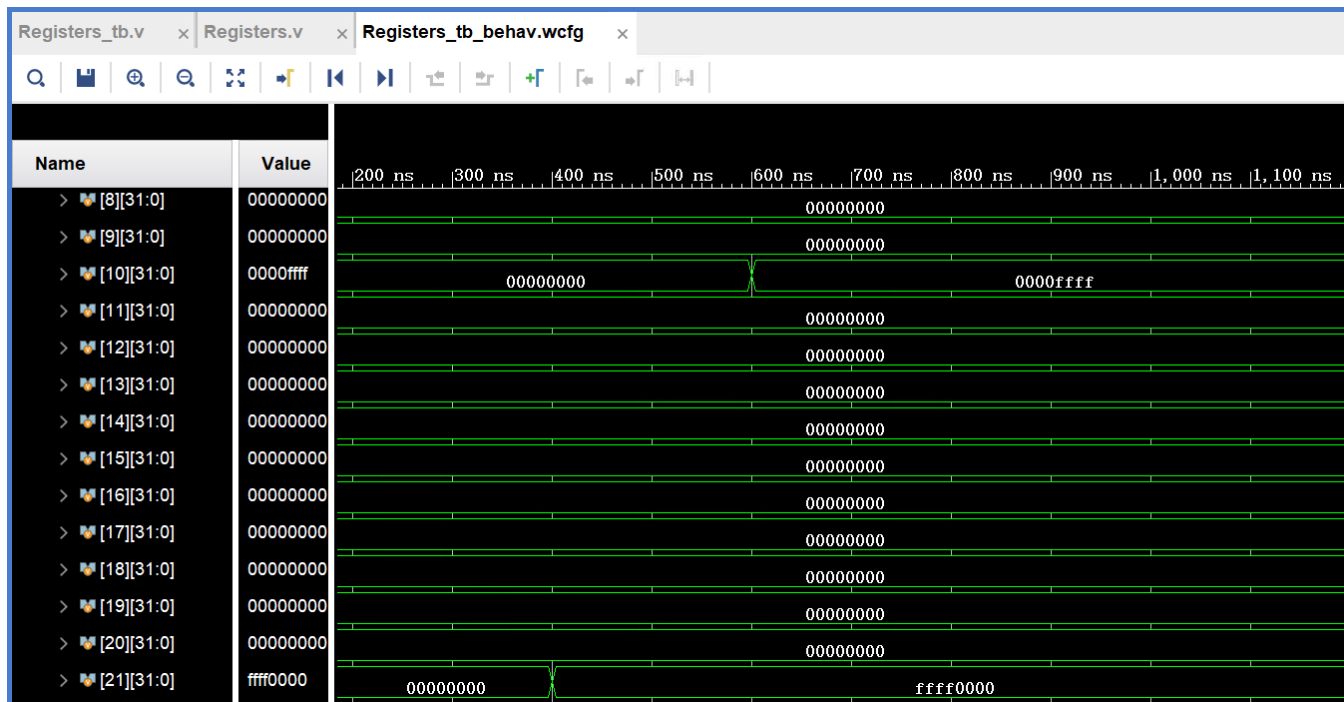 Registers_tb.v × Registers.v × Registers_tb_behav.wcfg ×
Name Value 200 ns 300 ns 400 ns 500 ns 600 ns 700 ns 800 ns 900 ns 1,000 ns 1,100 ns
[8][31:0] 00000000 00000000
[9][31:0] 00000000 00000000
[10][31:0] 0000ffff 00000000 0000ffff
[11][31:0] 00000000 00000000
[12][31:0] 00000000 00000000
[13][31:0] 00000000 00000000
[14][31:0] 00000000 00000000
[15][31:0] 00000000 00000000
[16][31:0] 00000000 00000000
[17][31:0] 00000000 00000000
[18][31:0] 00000000 00000000
[19][31:0] 00000000 00000000
[20][31:0] 00000000 00000000
[21][31:0] ffff0000 00000000 ffff0000